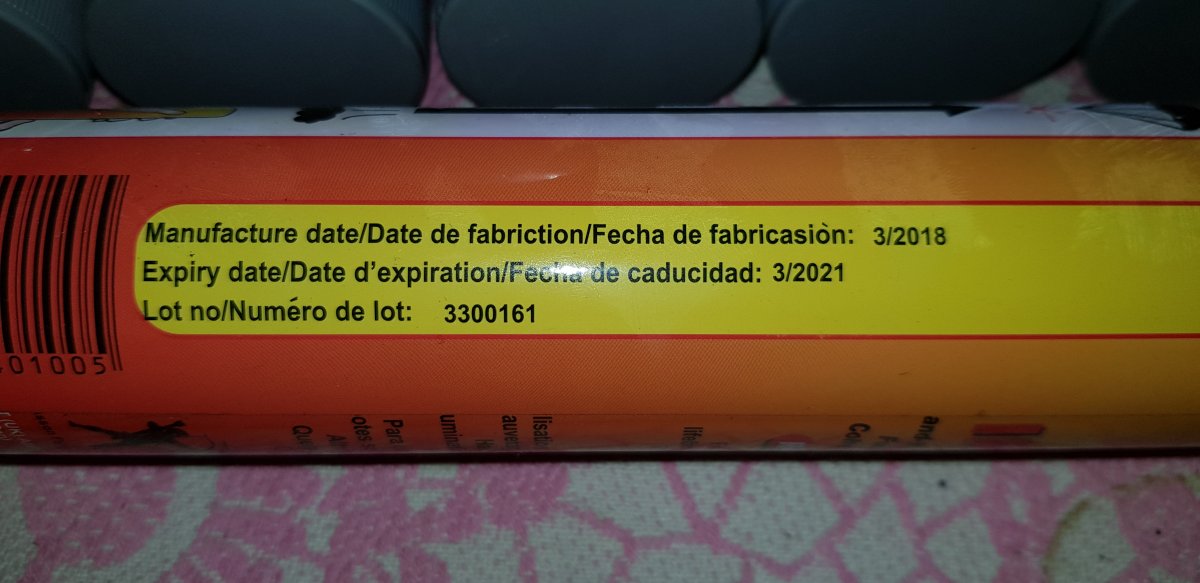 Manufacture date/Date de fabriction/Fecha de fabricasiòn: 3/2018
Expiry date/Date d'expiration/Fecha de caducidad: 3/2021
Lot no/Numéro de lot: 3300161
01005
Para